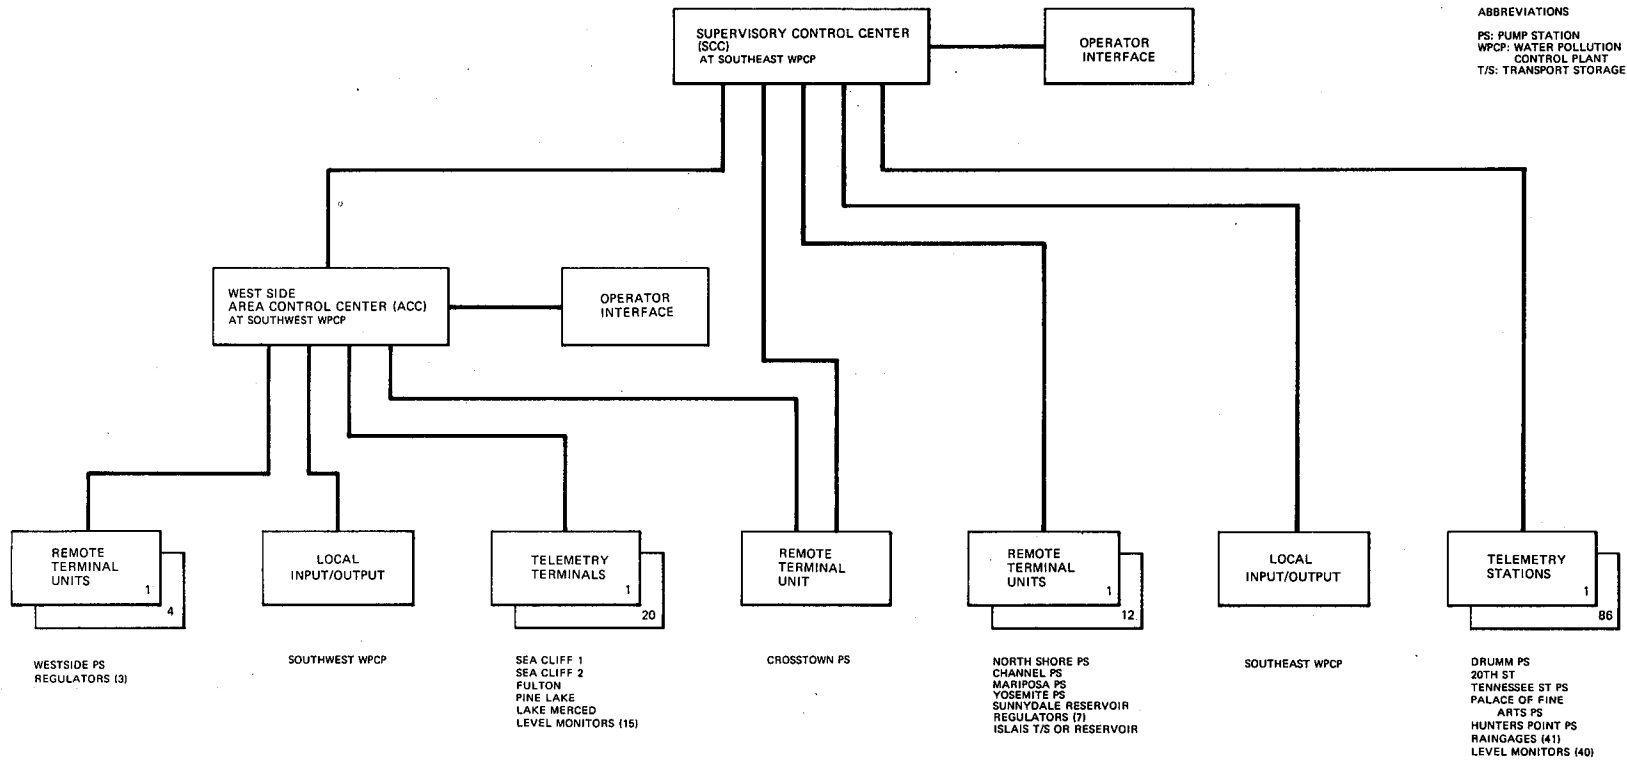 SUPERVISORY CONTROL CENTER
(SCC)
AT SOUTHEAST WPCP
OPERATOR
INTERFACE
ABBREVIATIONS
PS: PUMP STATION
WPCP: WATER POLLUTION
CONTROL PLANT
T/S: TRANSPORT STORAGE
WEST SIDE
AREA CONTROL CENTER (ACC)
AT SOUTHWEST WPCP
OPERATOR
INTERFACE
REMOTE
TERMINAL
UNITS
1
4
WESTSIDE PS
REGULATORS (3)
LOCAL
INPUT/OUTPUT
SOUTHWEST WPCP
TELEMETRY
TERMINALS
1
20
SEA CLIFF 1
SEA CLIFF 2
FULTON
PINE LAKE
LAKE MERCED
LEVEL MONITORS (15)
REMOTE
TERMINAL
UNIT
CROSSTOWN PS
REMOTE
TERMINAL
UNITS
1
12
NORTH SHORE PS
CHANNEL PS
MARIPOSA PS
YOSEMITE PS
SUNNYDALE RESERVOIR
REGULATORS (7)
ISLAIS T/S OR RESERVOIR
LOCAL
INPUT/OUTPUT
SOUTHEAST WPCP
TELEMETRY
STATIONS
1
86
DRUMM PS
20TH ST
TENNESSEE ST PS
PALACE OF FINE
ARTS PS
HUNTERS POINT PS
RAINGAGES (41)
LEVEL MONITORS (40)